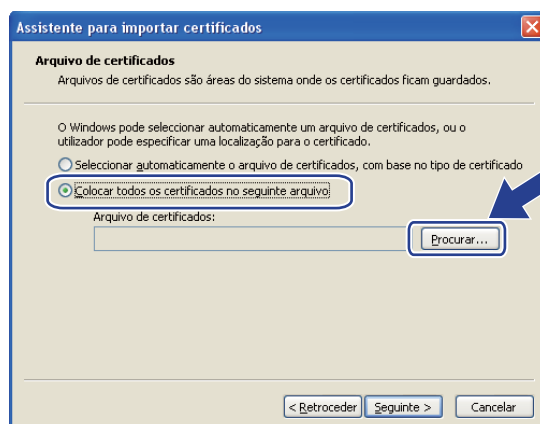 Assistente para importar certificados
Arquivo de certificados
Arquivos de certificados são áreas do sistema onde os certificados ficam guardados.
O Windows pode seleccionar automaticamente um arquivo de certificados, ou o
utilizador pode especificar uma localização para o certificado.
Seleccionar automaticamente o arquivo de certificados, com base no tipo de certificado
Colocar todos os certificados no seguinte arquivo
Arquivo de certificados:
Procurar...
< Retroceder Seguinte > Cancelar